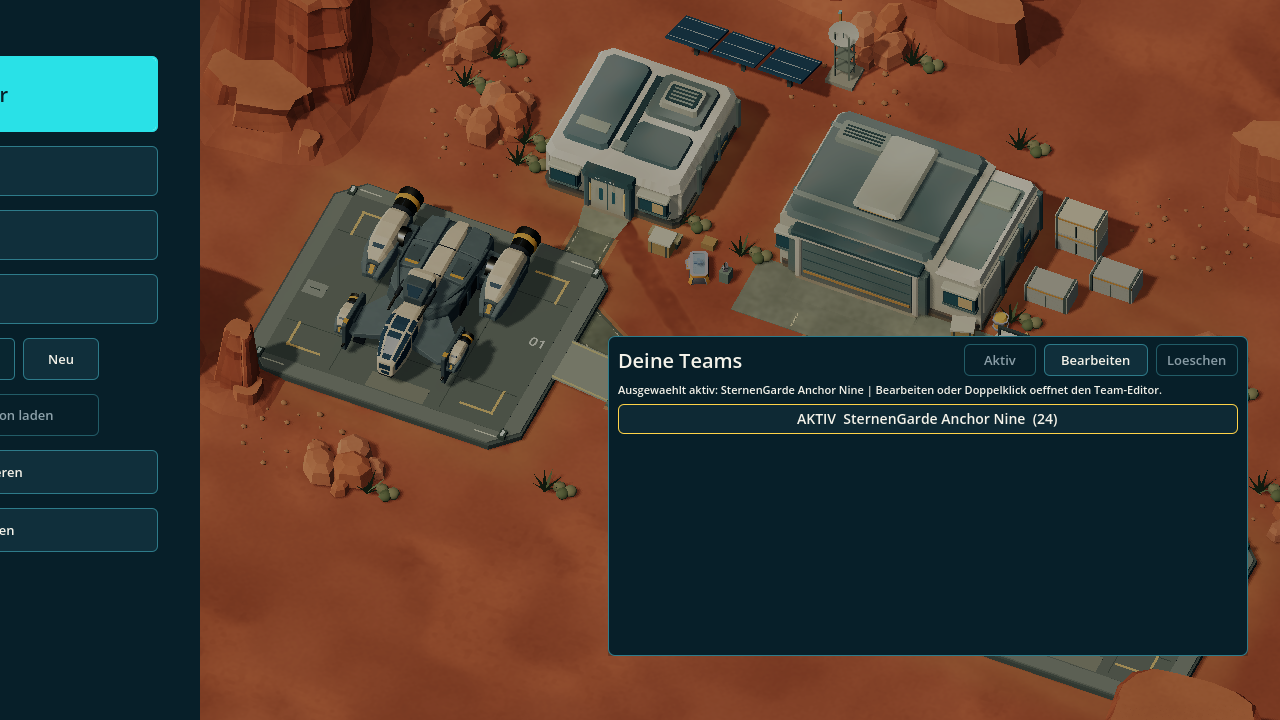 r
Neu
on laden
eren
en
01
Deine Teams
Aktiv
Bearbeiten
Loeschen
Ausgewaehlt aktiv: SternenGarde Anchor Nine | Bearbeiten oder Doppelklick oeffnet den Team-Editor.
AKTIV SternenGarde Anchor Nine (24)